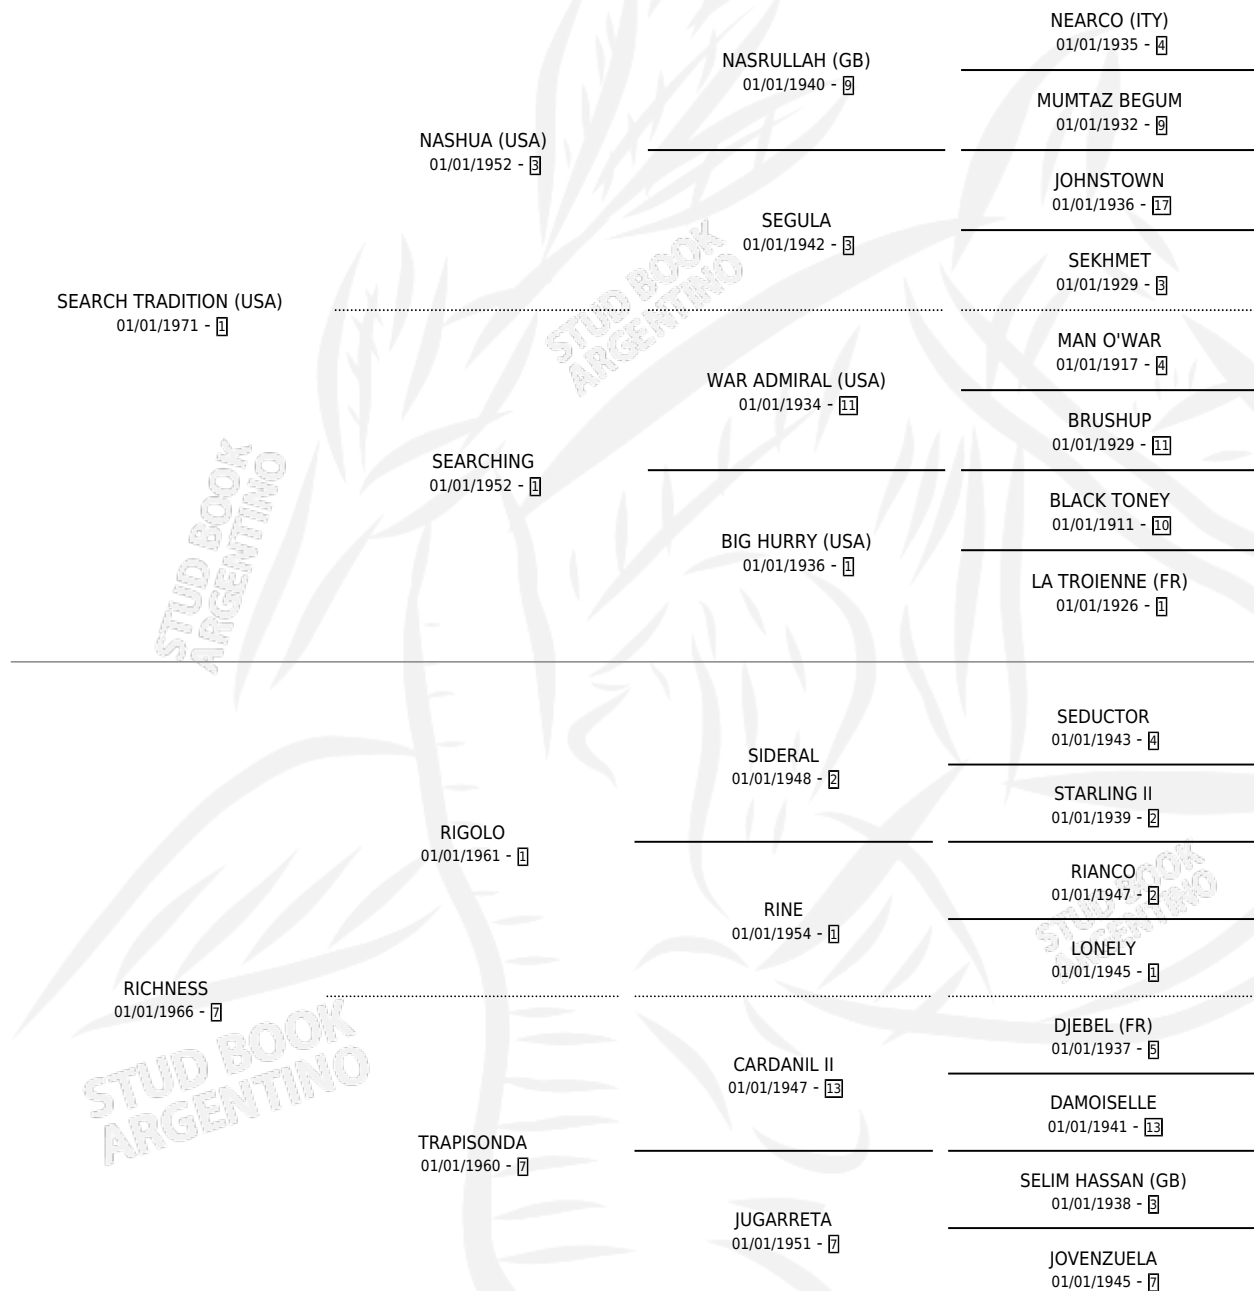 NEARCO (ITY)
01/01/1935 - 4
NASRULLAH (GB)
01/01/1940 - 9
MUMTAZ BEGUM
01/01/1932 - 9
NASHUA (USA)
01/01/1952 - 3
JOHNSTOWN
01/01/1936 - 17
SEGULA
01/01/1942 - 3
SEKHMET
01/01/1929 - 3
SEARCH TRADITION (USA)
01/01/1971 - 1
MAN O'WAR
01/01/1917 - 4
WAR ADMIRAL (USA)
01/01/1934 - 11
BRUSHUP
01/01/1929 - 11
SEARCHING
01/01/1952 - 1
BLACK TONEY
01/01/1911 - 10
BIG HURRY (USA)
01/01/1936 - 1
LA TROIENNE (FR)
01/01/1926 - 1
SEDUCTOR
01/01/1943 - 4
SIDERAL
01/01/1948 - 2
STARLING II
01/01/1939 - 2
RIGOLO
01/01/1961 - 1
RIANCO
01/01/1947 - 2
RINE
01/01/1954 - 1
LONELY
01/01/1945 - 1
RICHNESS
01/01/1966 - 7
DJEBEL (FR)
01/01/1937 - 5
CARDANIL II
01/01/1947 - 13
DAMOISELLE
01/01/1941 - 13
TRAPISONDA
01/01/1960 - 7
SELIM HASSAN (GB)
01/01/1938 - 3
JUGARRETA
01/01/1951 - 7
JOVENZUELA
01/01/1945 - 7
STUD BOOK
ARGENTINO
STUD BOOK
ARGENTINO
STUD BOOK
ARGENTINO
STUD BOOK
ARGENTINO